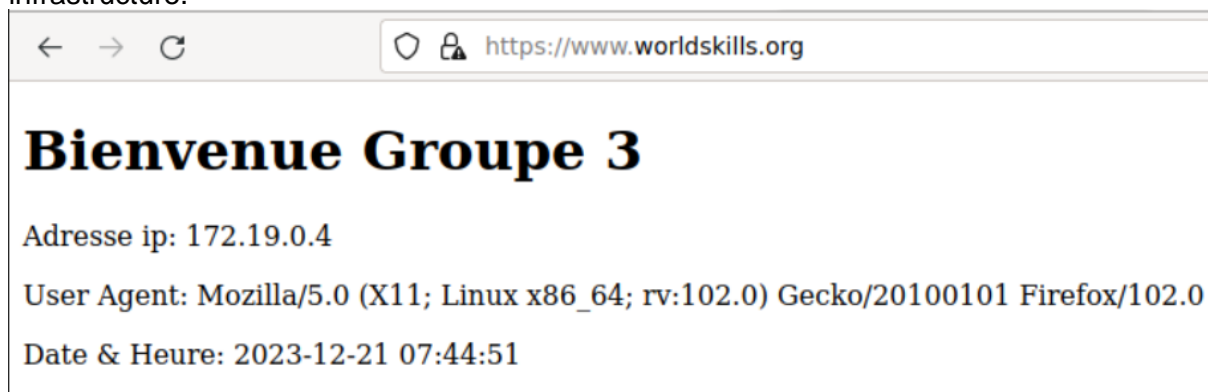 infrastructure.
https://www.worldskills.org
Bienvenue Groupe 3
Adresse ip: 172.19.0.4
User Agent: Mozilla/5.0 (X11; Linux x86_64; rv:102.0) Gecko/20100101 Firefox/102.0
Date & Heure: 2023-12-21 07:44:51